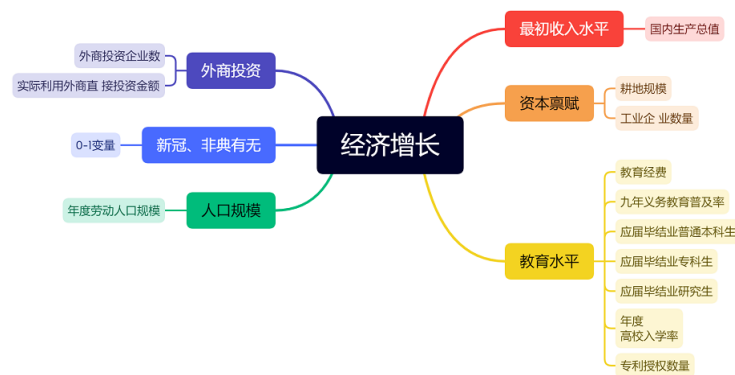 经济增长
最初收入水平
国内生产总值
资本禀赋
耕地规模
工业企 业数量
教育水平
教育经费
九年义务教育普及率
应届毕结业普通本科生
应届毕结业专科生
应届毕结业研究生
年度
高校入学率
专利授权数量
外商投资
外商投资企业数
实际利用外商直 接投资金额
新冠、非典有无
0-1变量
人口规模
年度劳动人口规模